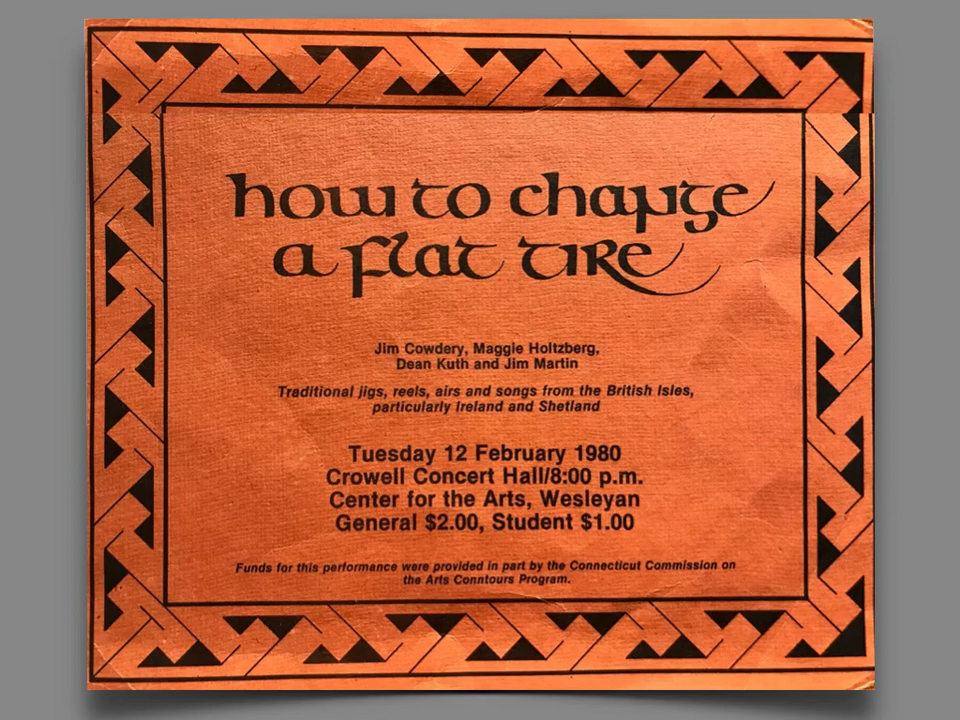 how to change
a flat tire
Jim Cowdery, Maggie Holtzberg,
Dean Kuth and Jim Martin
Traditional jigs, reels, airs and songs from the British Isles,
particularly Ireland and Shetland
Tuesday 12 February 1980
Crowell Concert Hall/8:00 p.m.
Center for the Arts, Wesleyan
General $2.00, Student $1.00
Funds for this performance were provided in part by the Connecticut Commission on
the Arts Conntours Program.